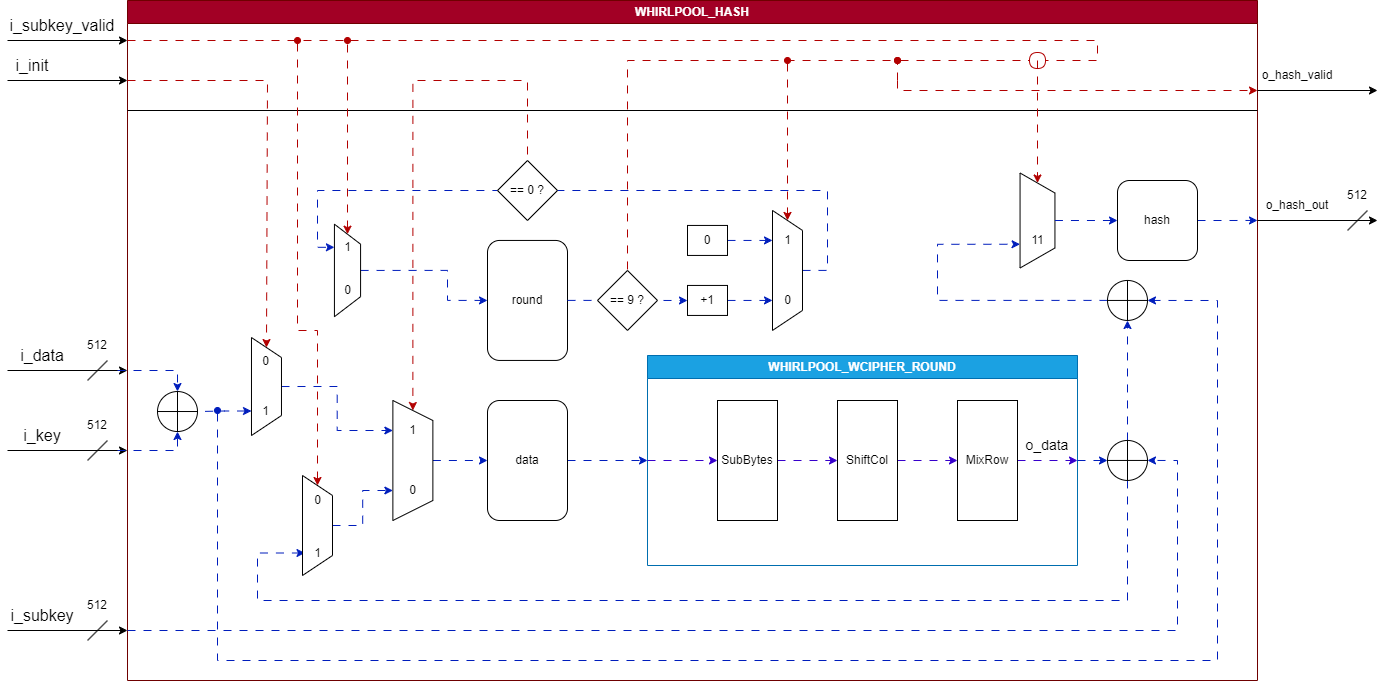 WHIRLPOOL_HASH
i_subkey_valid
i_init
o_hash_valid
== 0 ?
512
o_hash_out
1
0
0
1
hash
11
round
== 9 ?
+1
0
512
i_data
0
1
WHIRLPOOL_WCIPHER_ROUND
512
i_key
1
0
data
SubBytes
ShiftCol
MixRow
o_data
0
1
512
i_subkey